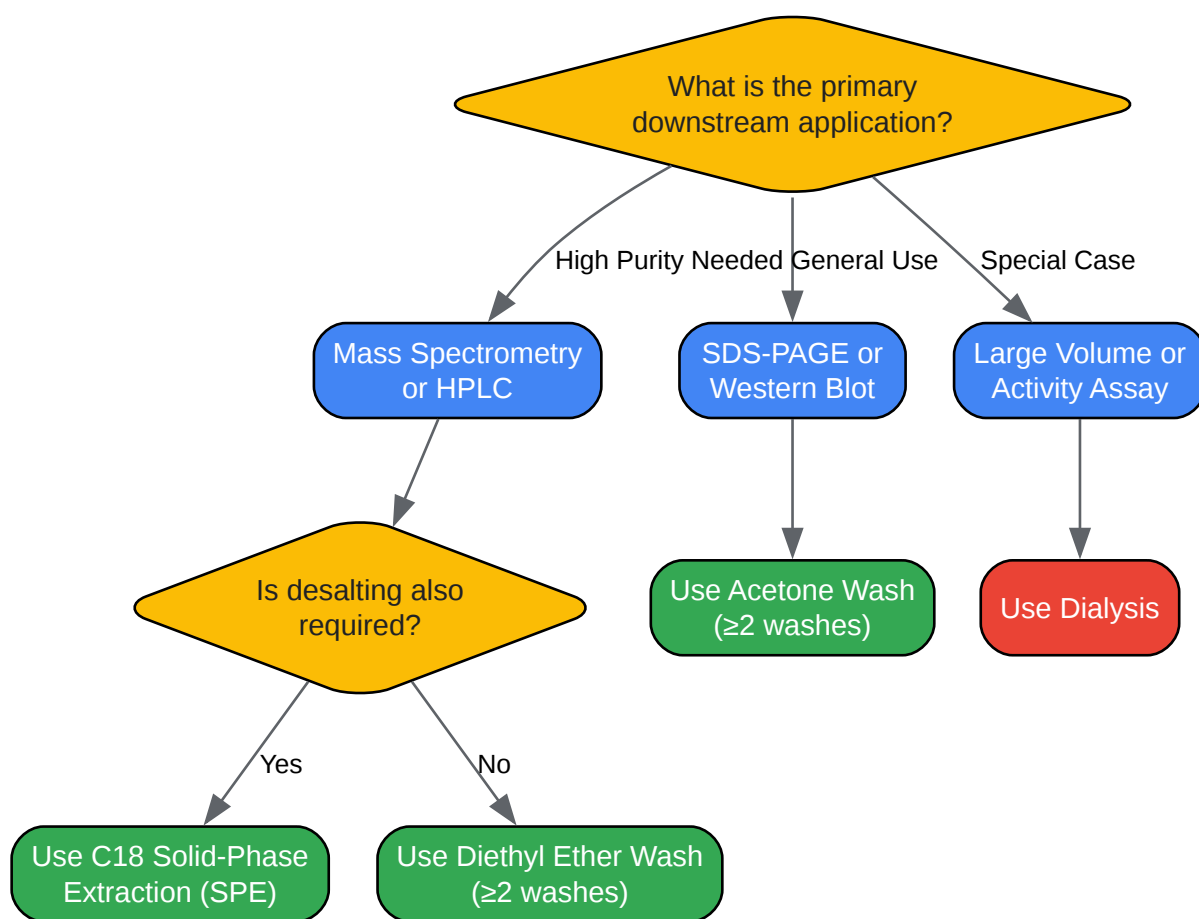 What is the primary
downstream application?
High Purity Needed
General Use
Special Case
Mass Spectrometry
or HPLC
SDS-PAGE or
Western Blot
Large Volume or
Activity Assay
Is desalting also
required?
Use Acetone Wash
(≥2 washes)
Use Dialysis
Yes
No
Use C18 Solid-Phase
Extraction (SPE)
Use Diethyl Ether Wash
(≥2 washes)